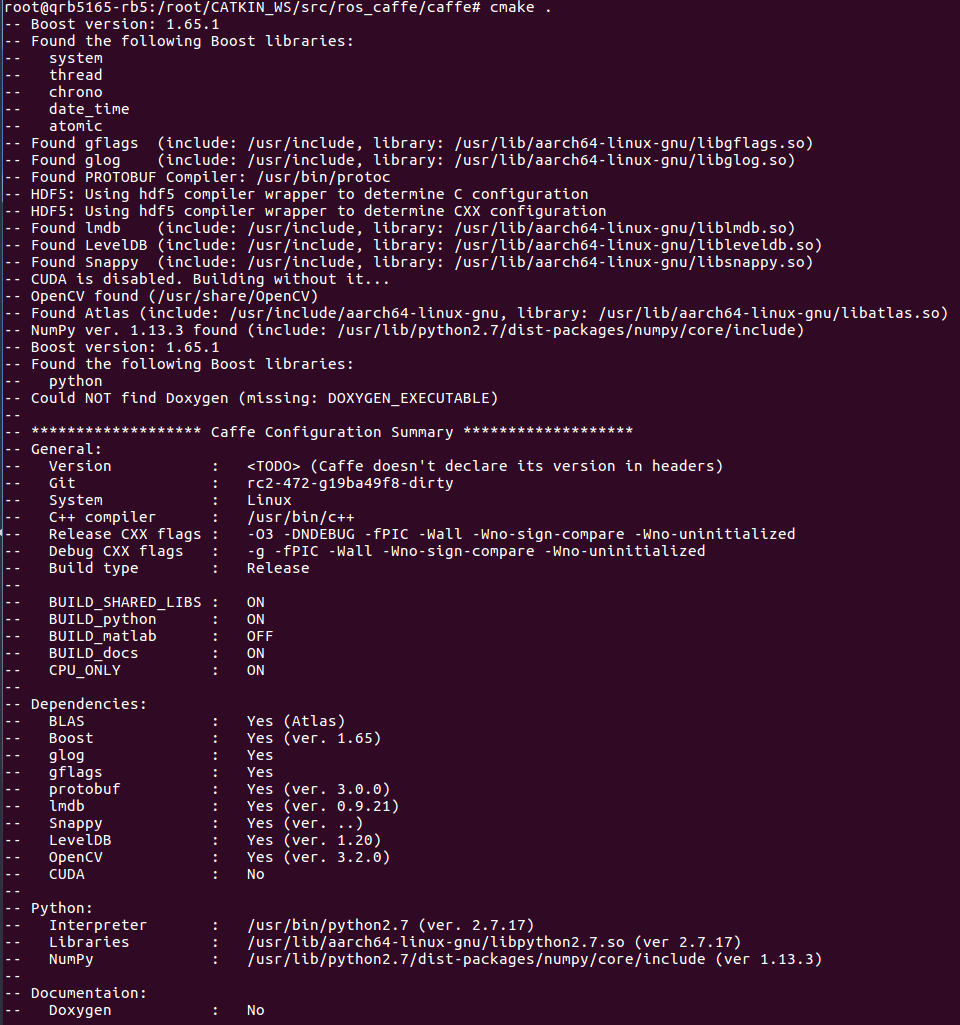 root@qrb5165-rb5:/root/CATKIN_WS/src/ros_caffe/caffe# cmake .
-- Boost version: 1.65.1
-- Found the following Boost libraries:
--   system
--   thread
--   chrono
--   date_time
--   atomic
-- Found gflags  (include: /usr/include, library: /usr/lib/aarch64-linux-gnu/libgflags.so)
-- Found glog    (include: /usr/include, library: /usr/lib/aarch64-linux-gnu/libglog.so)
-- Found PROTOBUF Compiler: /usr/bin/protoc
-- HDF5: Using hdf5 compiler wrapper to determine C configuration
-- HDF5: Using hdf5 compiler wrapper to determine CXX configuration
-- Found lmdb    (include: /usr/include, library: /usr/lib/aarch64-linux-gnu/liblmdb.so)
-- Found LevelDB (include: /usr/include, library: /usr/lib/aarch64-linux-gnu/libleveldb.so)
-- Found Snappy  (include: /usr/include, library: /usr/lib/aarch64-linux-gnu/libsnappy.so)
-- CUDA is disabled. Building without it...
-- OpenCV found (/usr/share/OpenCV)
-- Found Atlas (include: /usr/include/aarch64-linux-gnu, library: /usr/lib/aarch64-linux-gnu/libatlas.so)
-- NumPy ver. 1.13.3 found (include: /usr/lib/python2.7/dist-packages/numpy/core/include)
-- Boost version: 1.65.1
-- Found the following Boost libraries:
--   python
-- Could NOT find Doxygen (missing: DOXYGEN_EXECUTABLE)
--
-- ******************* Caffe Configuration Summary *******************
-- General:
--   Version           :   <TODO> (Caffe doesn't declare its version in headers)
--   Git               :   rc2-472-g19ba49f8-dirty
--   System            :   Linux
--   C++ compiler      :   /usr/bin/c++
--   Release CXX flags :   -O3 -DNDEBUG -fPIC -Wall -Wno-sign-compare -Wno-uninitialized
--   Debug CXX flags   :   -g -fPIC -Wall -Wno-sign-compare -Wno-uninitialized
--   Build type        :   Release
--
--   BUILD_SHARED_LIBS :   ON
--   BUILD_python      :   ON
--   BUILD_matlab      :   OFF
--   BUILD_docs        :   ON
--   CPU_ONLY          :   ON
--
-- Dependencies:
--   BLAS              :   Yes (Atlas)
--   Boost             :   Yes (ver. 1.65)
--   glog              :   Yes
--   gflags            :   Yes
--   protobuf          :   Yes (ver. 3.0.0)
--   lmdb              :   Yes (ver. 0.9.21)
--   Snappy            :   Yes (ver. ..)
--   LevelDB           :   Yes (ver. 1.20)
--   OpenCV            :   Yes (ver. 3.2.0)
--   CUDA              :   No
--
-- Python:
--   Interpreter       :   /usr/bin/python2.7 (ver. 2.7.17)
--   Libraries         :   /usr/lib/aarch64-linux-gnu/libpython2.7.so (ver 2.7.17)
--   NumPy             :   /usr/lib/python2.7/dist-packages/numpy/core/include (ver 1.13.3)
--
-- Documentaion:
--   Doxygen           :   No